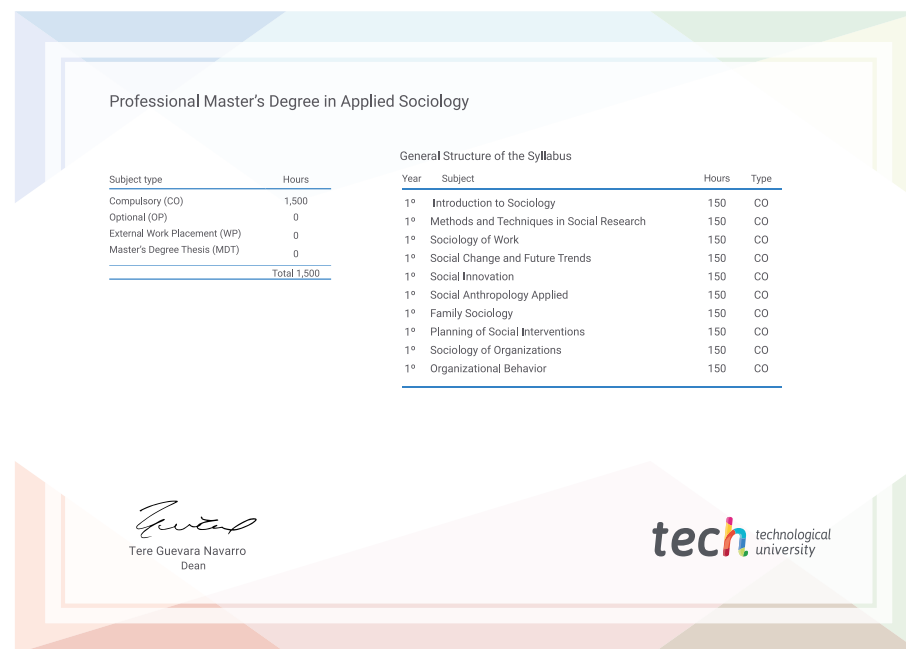 Professional Master's Degree in Applied Sociology
General Structure of the Syllabus
Subject type Hours
Compulsory (CO) 1,500
Optional (OP) 0
External Work Placement (WP) 0
Master's Degree Thesis (MDT) 0
Total 1,500
Year Subject Hours Type
1º Introduction to Sociology 150 CO
1º Methods and Techniques in Social Research 150 CO
1º Sociology of Work 150 CO
1º Social Change and Future Trends 150 CO
1º Social Innovation 150 CO
1º Social Anthropology Applied 150 CO
1º Family Sociology 150 CO
1º Planning of Social Interventions 150 CO
1º Sociology of Organizations 150 CO
1º Organizational Behavior 150 CO
Tere Guevara Navarro
Dean
tech technological
university